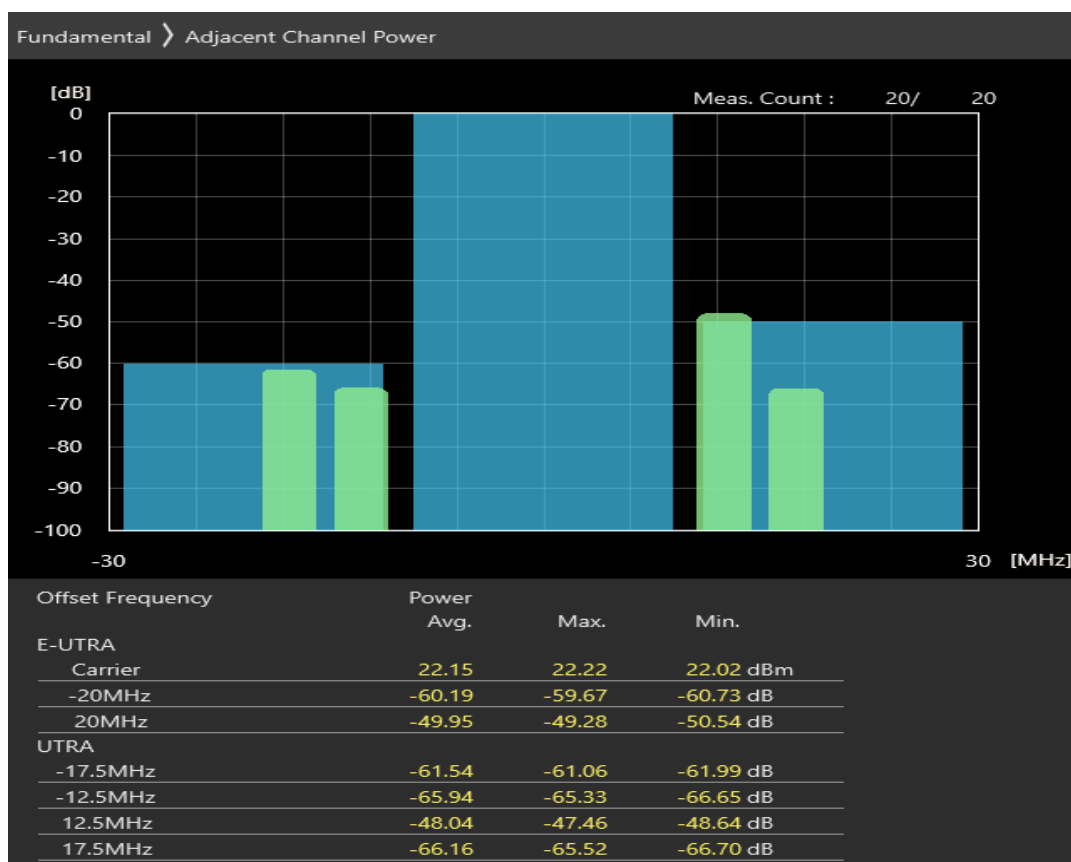 Fundamental ❯ Adjacent Channel Power
[dB]
Meas. Count : 20/ 20
0
-10
-20
-30
-40
-50
-60
-70
-80
-90
-100
-30 30 [MHz]
Offset Frequency Power
Avg. Max. Min.
E-UTRA
Carrier 22.15 22.22 22.02 dBm
-20MHz -60.19 -59.67 -60.73 dB
20MHz -49.95 -49.28 -50.54 dB
UTRA
-17.5MHz -61.54 -61.06 -61.99 dB
-12.5MHz -65.94 -65.33 -66.65 dB
12.5MHz -48.04 -47.46 -48.64 dB
17.5MHz -66.16 -65.52 -66.70 dB